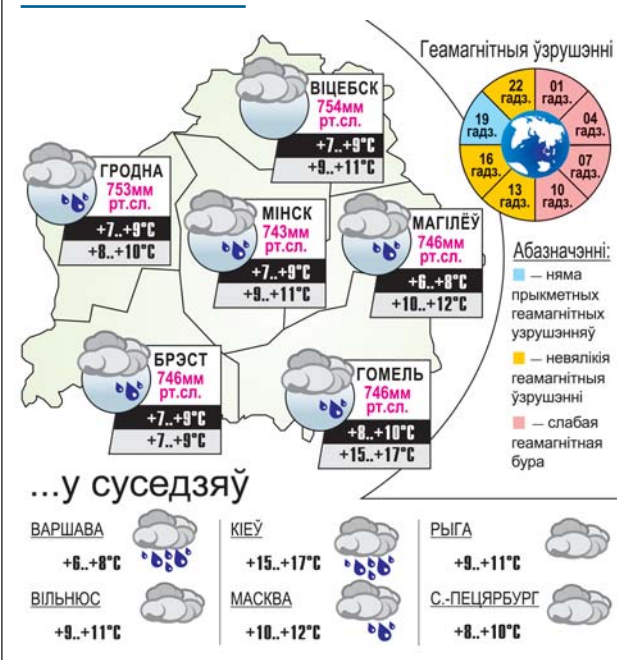 Геамагнітныя ўзрушэнні
22 гадз.
01 гадз.
04 гадз.
07 гадз.
10 гадз.
13 гадз.
16 гадз.
19 гадз.
ВІЦЕБСК
754мм
рт.сл.
+7..+9°С
+9..+11°С
ГРОДНА
753мм
рт.сл.
+7..+9°С
+8..+10°С
МІНСК
743мм
рт.сл.
+7..+9°С
+9..+11°С
МАГІЛЁЎ
746мм
рт.сл.
+6..+8°С
+10..+12°С
БРЭСТ
746мм
рт.сл.
+7..+9°С
+7..+9°С
ГОМЕЛЬ
746мм
рт.сл.
+8..+10°С
+15..+17°С
Абазначэнні:
— няма
прыкметных
геамагнітных
узрушэнняў
— невялікія
геамагнітныя
ўзрушэнні
— слабая
геамагнітная
бура
...у суседзяў
ВАРШАВА
+6..+8°С
КІЕЎ
+15..+17°С
РЫГА
+9..+11°С
ВІЛЬНЮС
+9..+11°С
МАСКВА
+10..+12°С
С.-ПЕЦЯРБУРГ
+8..+10°С